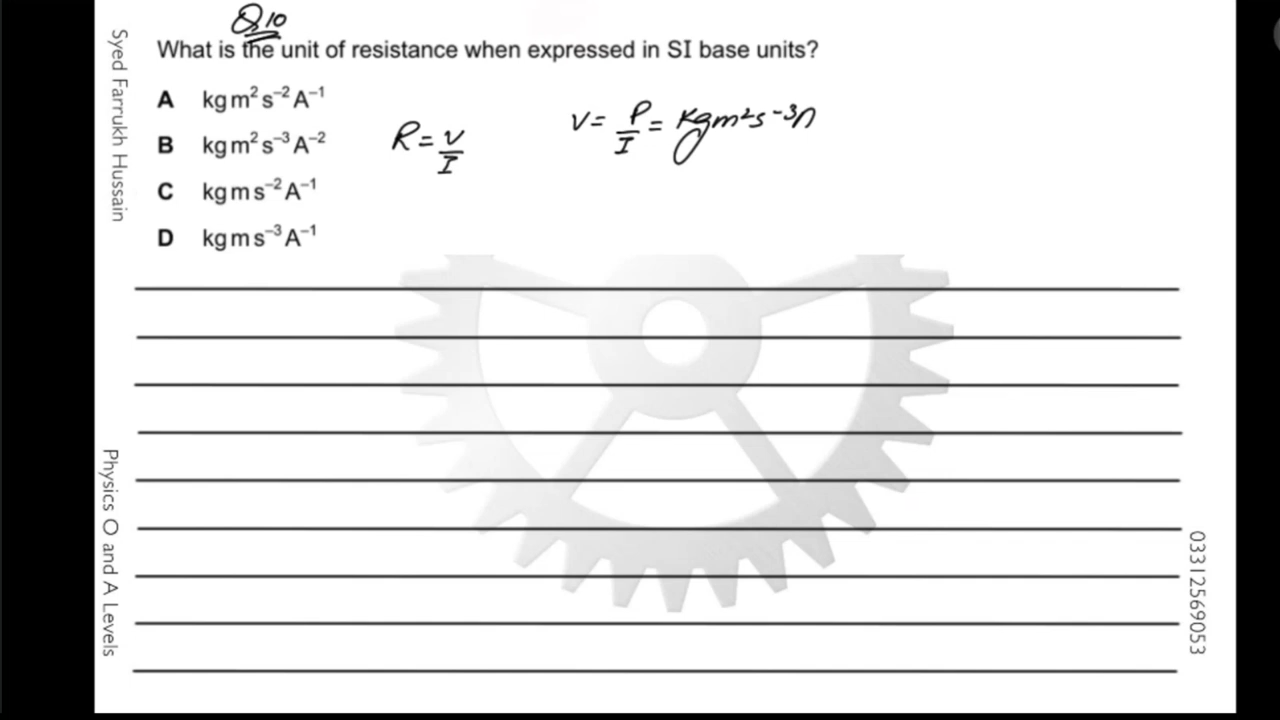 Q10
What is the unit of resistance when expressed in SI base units?
A kg m² s⁻² A⁻¹
B kg m² s⁻³ A⁻²
C kg m s⁻² A⁻¹
D kg m s⁻³ A⁻¹
R = V/I
V = P/I = kgm²s⁻³A
Syed Farrukh Hussain
Physics O and A Levels
03312569053